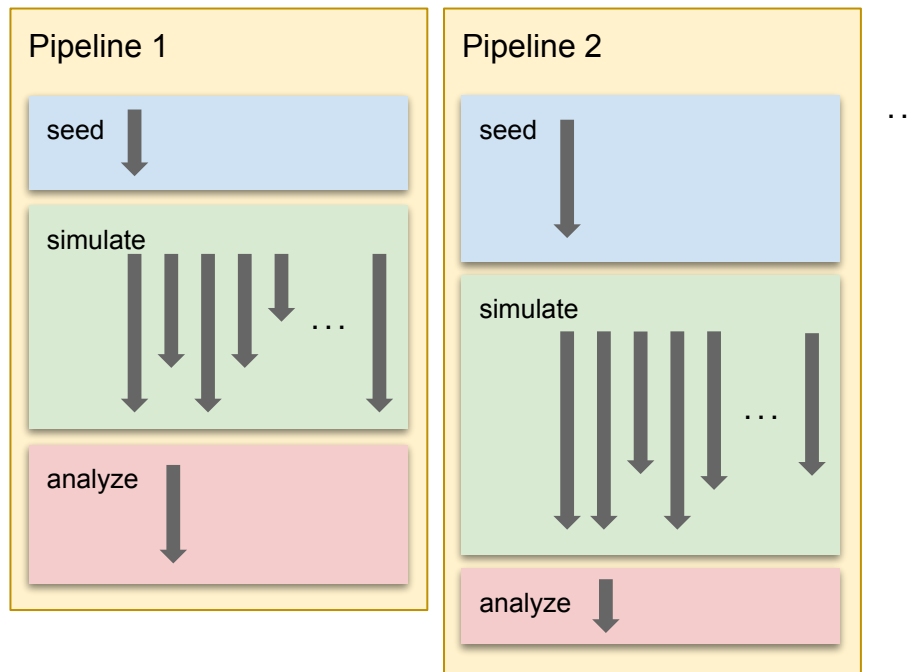 Pipeline 1
seed
simulate
...
analyze
Pipeline 2
seed
simulate
...
analyze
..